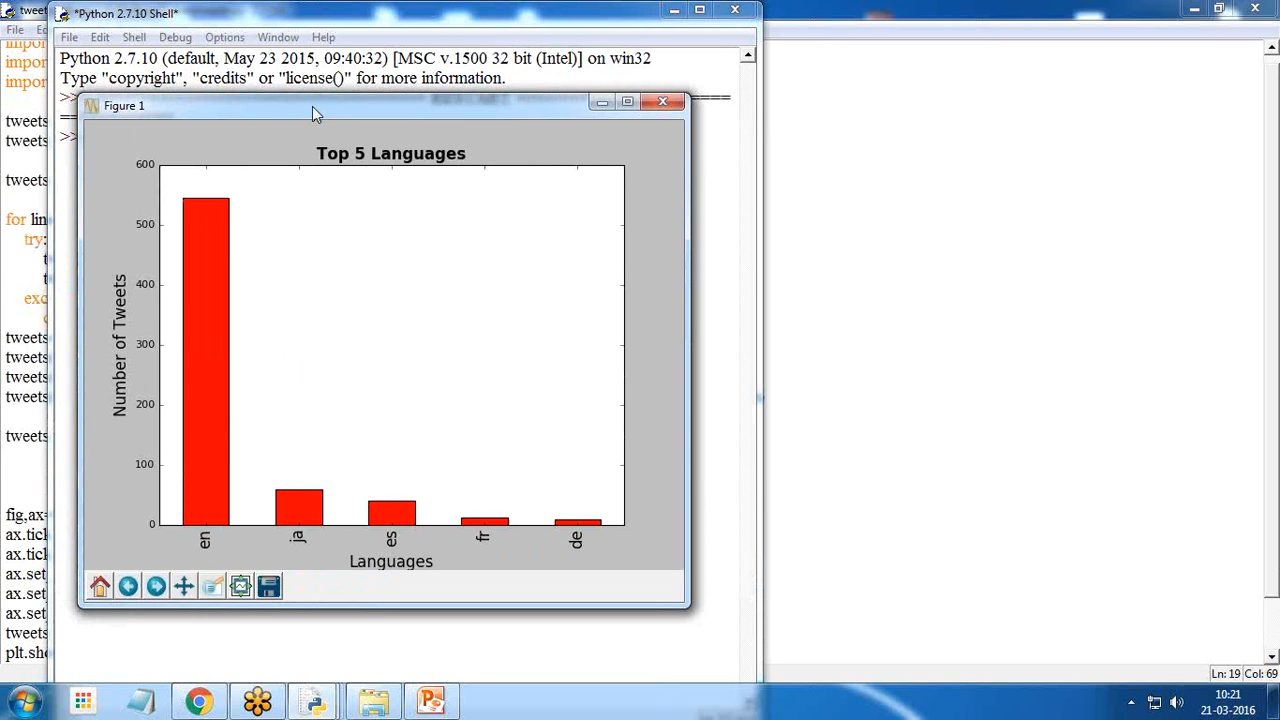 tweet
*Python 2.7.10 Shell*
File
File Edit Shell Debug Options Window Help
Python 2.7.10 (default, May 23 2015, 09:40:32) [MSC v.1500 32 bit (Intel)] on win32
Type "copyright", "credits" or "license()" for more information.
Figure 1
Top 5 Languages
600
500
400
300
200
100
0
Number of Tweets
en ja es fr de
Languages
tweets
tweets
tweets
for lin
try:
tweets
tweets
tweets
tweets
tweets
fig,ax=
ax.tick
ax.tick
ax.set
ax.set
ax.set
tweets
plt.sho
Ln: 19 Col: 69
10:21
21-03-2016